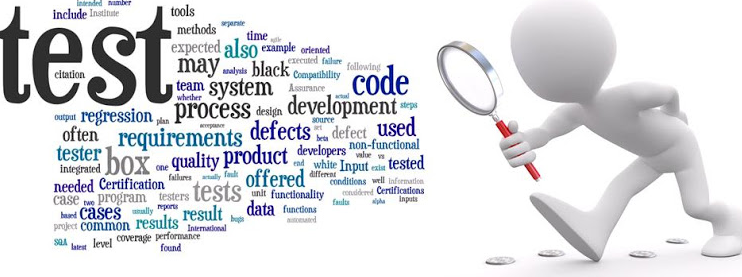 intended number
include Institute
tools
test
methods separate
time agile
expected also example oriented
citation
may analysis black executed failure
Compatibility following
team system Assurance code
whether actual
process design development steps
output regression plan
acceptance source
often requirements defects set defect used
beta
tester developers non-functional
integrated box one quality product end white Input value vs exist tested
failures actually fault different
needed Certification offered conditions well information
case program testers tests unit functionality considered Certifications
two reports faults alpha inputs
based cases usually result data functions
project common results bugs automated
International
SQA latest level coverage performance
found